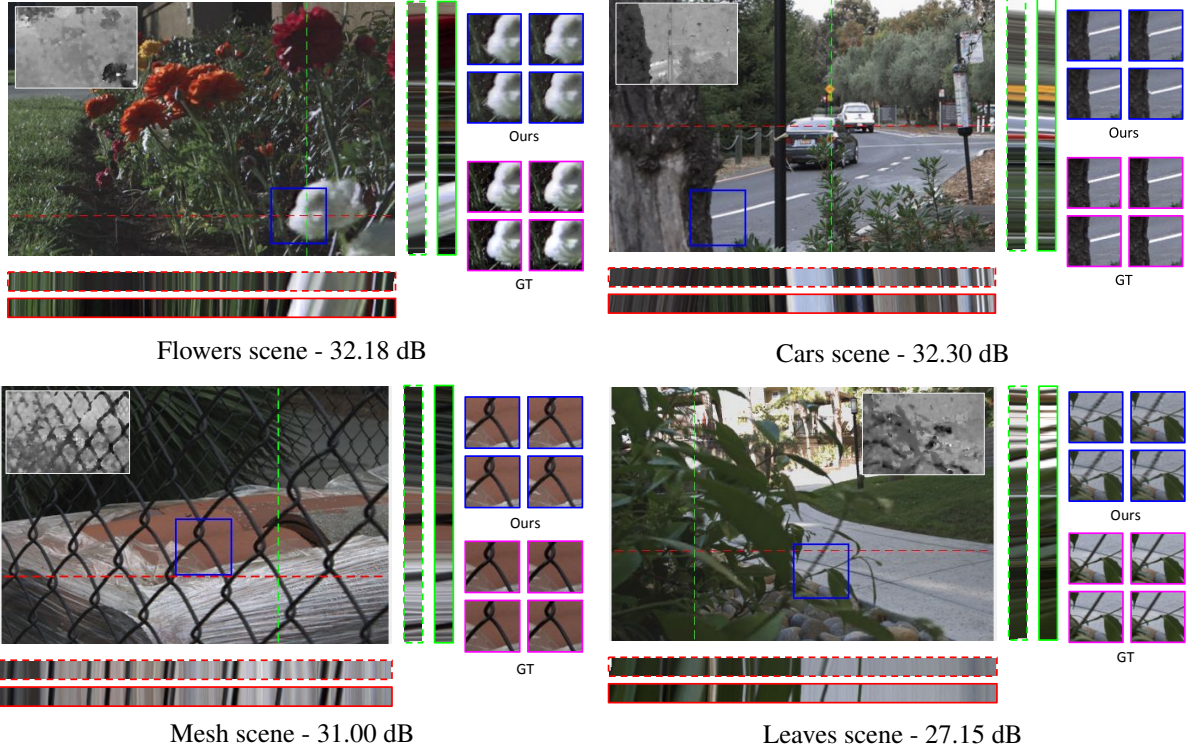 Ours
GT
Flowers scene - 32.18 dB
Ours
GT
Cars scene - 32.30 dB
Ours
GT
Mesh scene - 31.00 dB
Ours
GT
Leaves scene - 27.15 dB